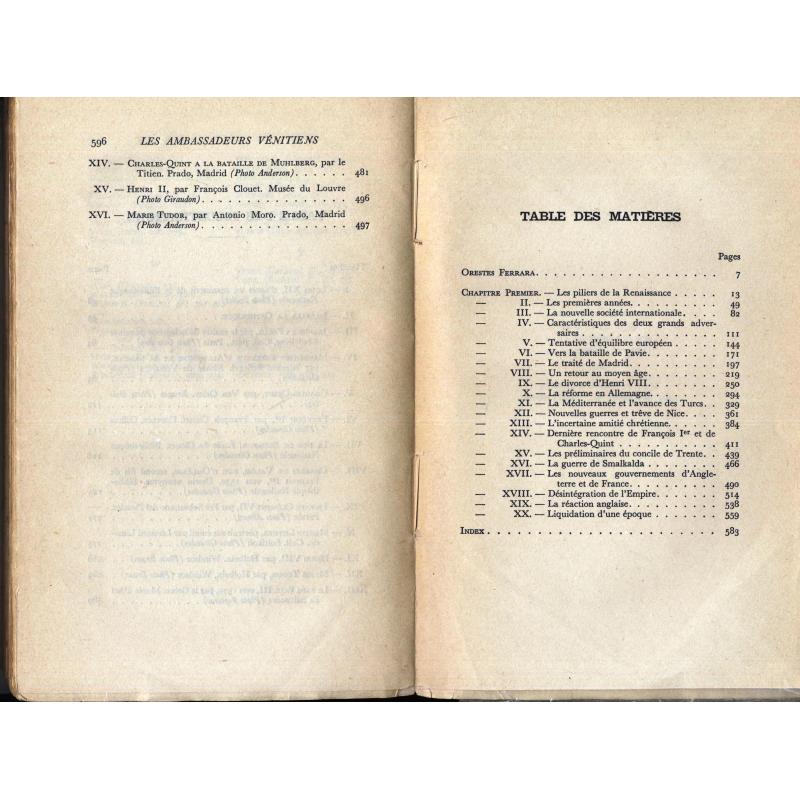 596 LES AMBASSADEURS VÉNITIENS
XIV. — CHARLES-QUINT A LA BATAILLE DE MUHLBERG, par le
Titien. Prado, Madrid (Photo Anderson) . . . . . . 481
XV. — HENRI II, par François Clouet. Musée du Louvre
(Photo Giraudon) . . . . . . . . . . . . . . . . 496
XVI. — MARIE TUDOR, par Antonio Moro. Prado, Madrid
(Photo Anderson) . . . . . . . . . . . . . . . . 497
TABLE DES MATIÈRES
Pages
ORESTES FERRARA. . . . . . . . . . . . . . . . . . . . 7
CHAPITRE PREMIER. — Les piliers de la Renaissance . . . . . 13
— II. — Les premières années. . . . . . . . . . 49
— III. — La nouvelle société internationale. . . . 82
— IV. — Caractéristiques des deux grands adver-
saires . . . . . . . . . . . . . . . . 111
— V. — Tentative d'équilibre européen . . . . . 144
— VI. — Vers la bataille de Pavie. . . . . . . . 171
— VII. — Le traité de Madrid . . . . . . . . . . 197
— VIII. — Un retour au moyen âge. . . . . . . . 219
— IX. — Le divorce d'Henri VIII. . . . . . . . 250
— X. — La réforme en Allemagne. . . . . . . . 294
— XI. — La Méditerranée et l'avance des Turcs. . 329
— XII. — Nouvelles guerres et trêve de Nice. . . . 361
— XIII. — L'incertaine amitié chrétienne. . . . . . 384
— XIV. — Dernière rencontre de François Ier et de
Charles-Quint . . . . . . . . . . . . 411
— XV. — Les préliminaires du concile de Trente. . 439
— XVI. — La guerre de Smalkalda . . . . . . . . 466
— XVII. — Les nouveaux gouvernements d'Angle-
terre et de France. . . . . . . . . . . 490
— XVIII. — Désintégration de l'Empire. . . . . . . 514
— XIX. — La réaction anglaise. . . . . . . . . . 538
— XX. — Liquidation d'une époque . . . . . . . 559
INDEX. . . . . . . . . . . . . . . . . . . . . . . . . 583